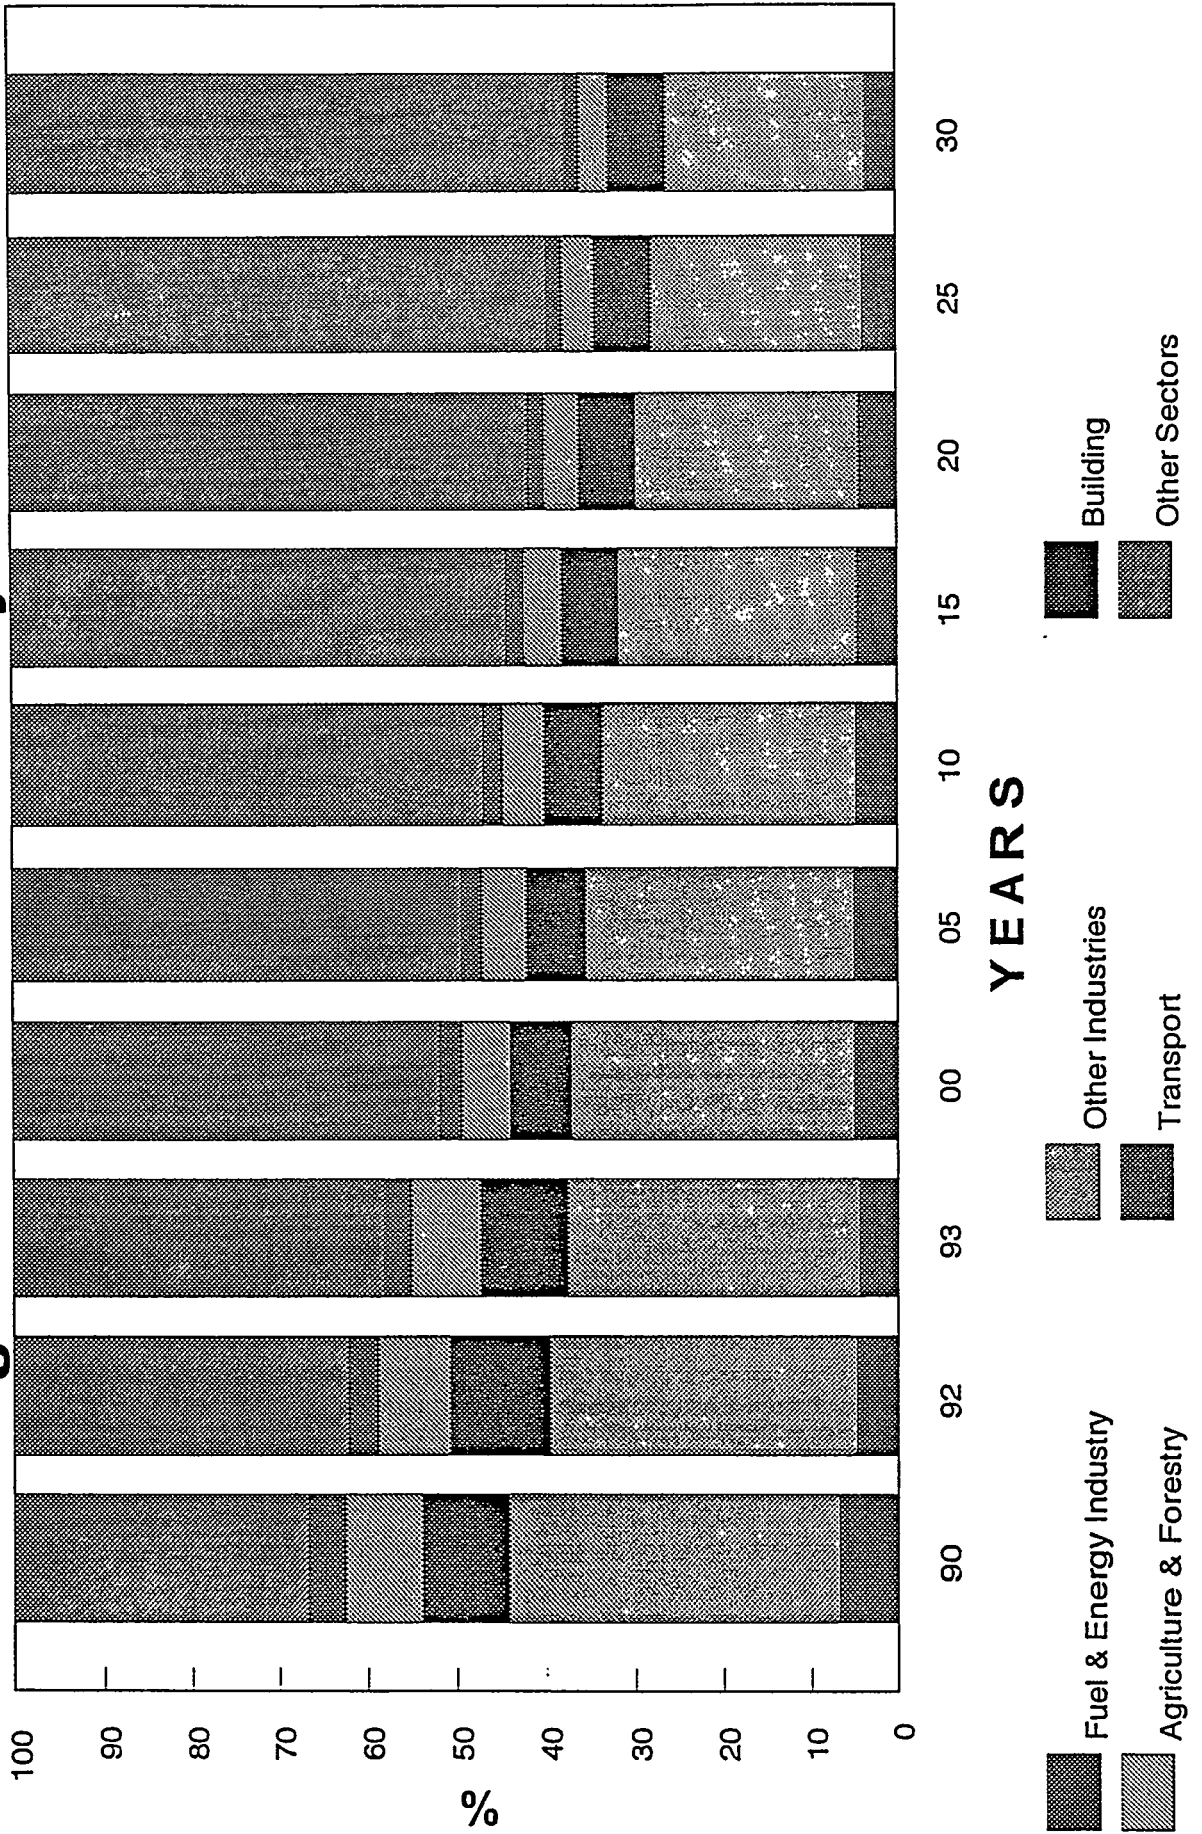 100
90
80
70
60
50
40
30
20
10
0
%
90 92 93 00 05 10 15 20 25 30
YEARS
Fuel & Energy Industry
Other Industries
Building
Agriculture & Forestry
Transport
Other Sectors